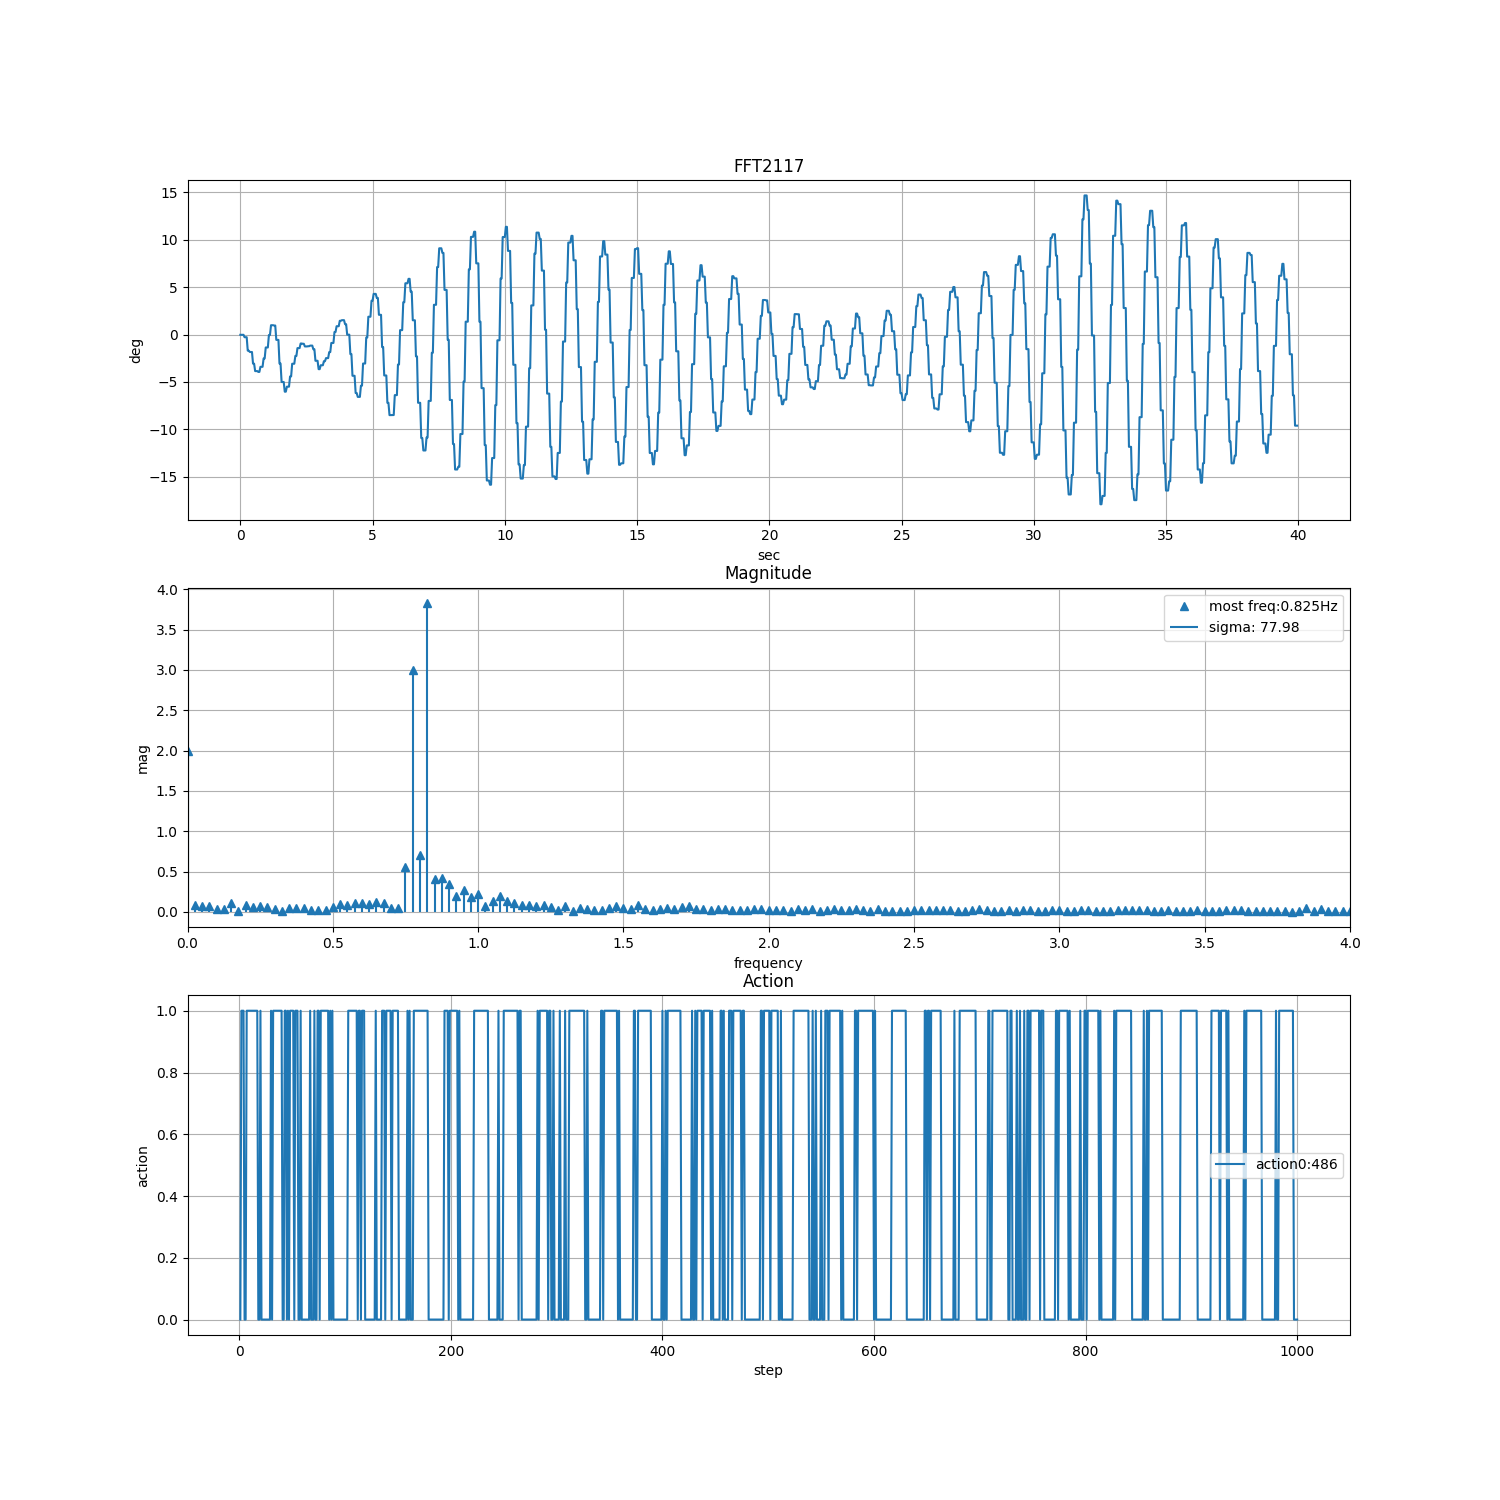 FFT2117
15
10
5
0
−5
−10
−15
deg
0 5 10 15 20 25 30 35 40
sec
Magnitude
4.0
3.5
3.0
2.5
2.0
1.5
1.0
0.5
0.0
mag
most freq:0.825Hz
sigma: 77.98
0.0 0.5 1.0 1.5 2.0 2.5 3.0 3.5 4.0
frequency
Action
1.0
0.8
0.6
0.4
0.2
0.0
action
action0:486
0 200 400 600 800 1000
step